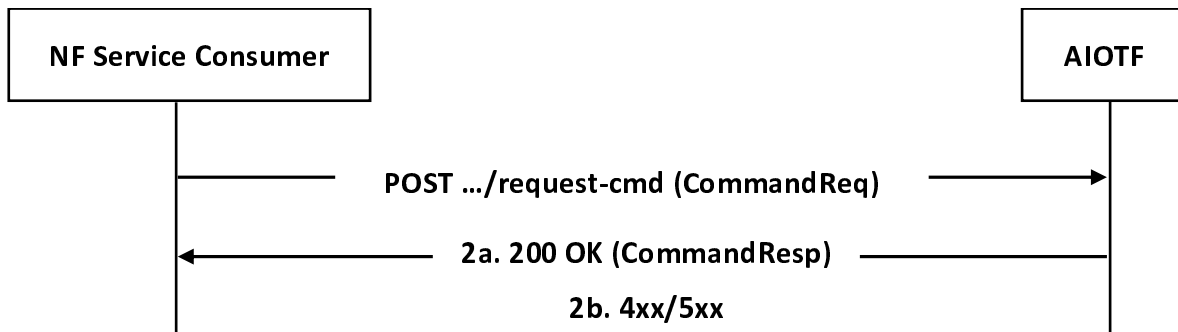 NF Service Consumer
AIOTF
POST .../request-cmd (CommandReq)
2a. 200 OK (CommandResp)
2b. 4xx/5xx